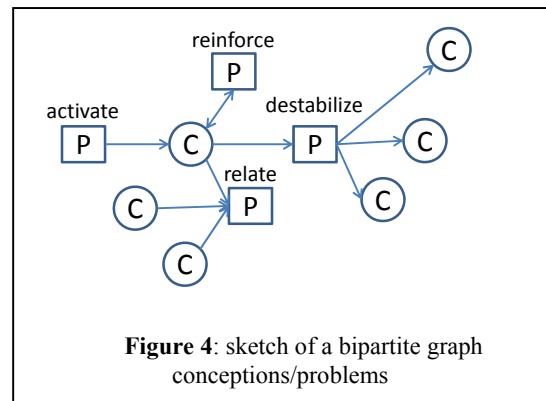 reinforce
P
C
activate
destabilize
P
C
P
C
relate
C
P
C
C
Figure 4: sketch of a bipartite graph
conceptions/problems